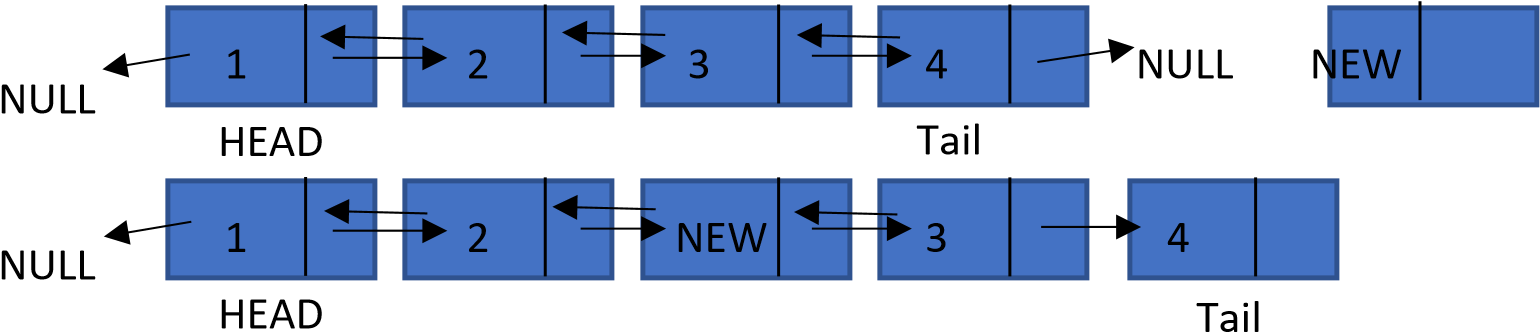 1 2 3 4 NULL NEW
NULL
HEAD Tail
1 2 NEW 3 4
NULL
HEAD Tail